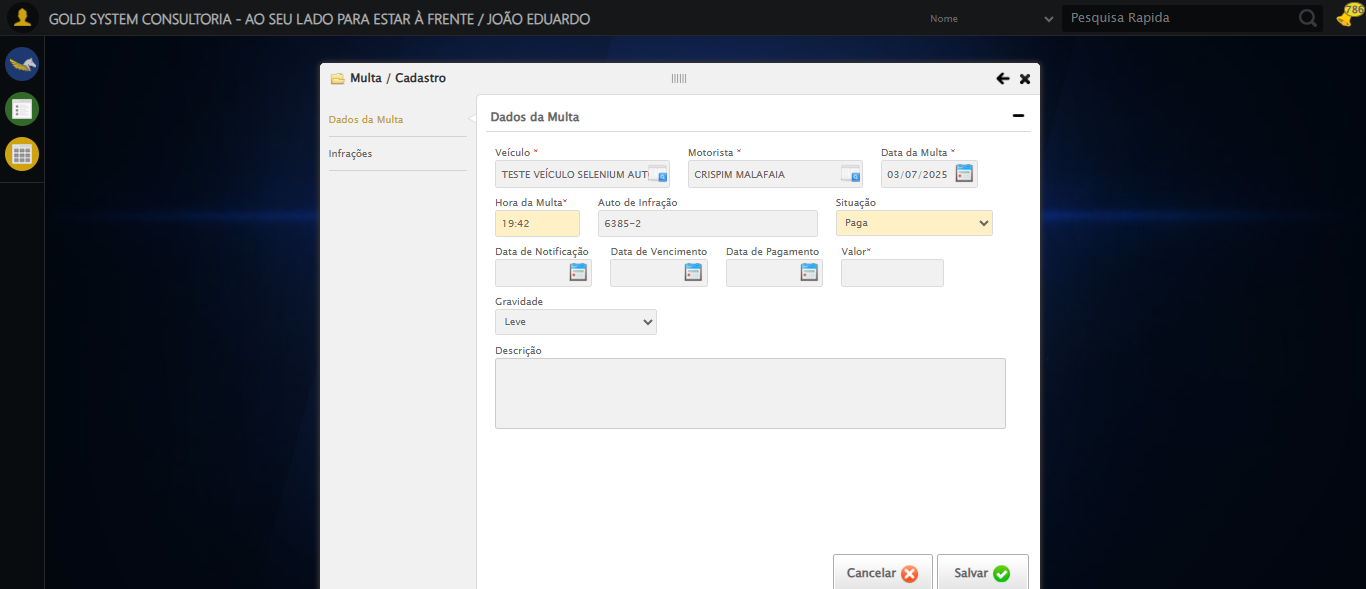 GOLD SYSTEM CONSULTORIA - AO SEU LADO PARA ESTAR À FRENTE / JOÃO EDUARDO
Nome
Pesquisa Rapida
786
Multa / Cadastro
Dados da Multa
Infrações
Dados da Multa
Veículo * Motorista * Data da Multa *
TESTE VEÍCULO SELENIUM AUT CRISPIM MALAFAIA 03/07/2025
Hora da Multa* Auto de Infração Situação
19:42 6385-2 Paga
Data de Notificação Data de Vencimento Data de Pagamento Valor*
Gravidade
Leve
Descrição
Cancelar Salvar